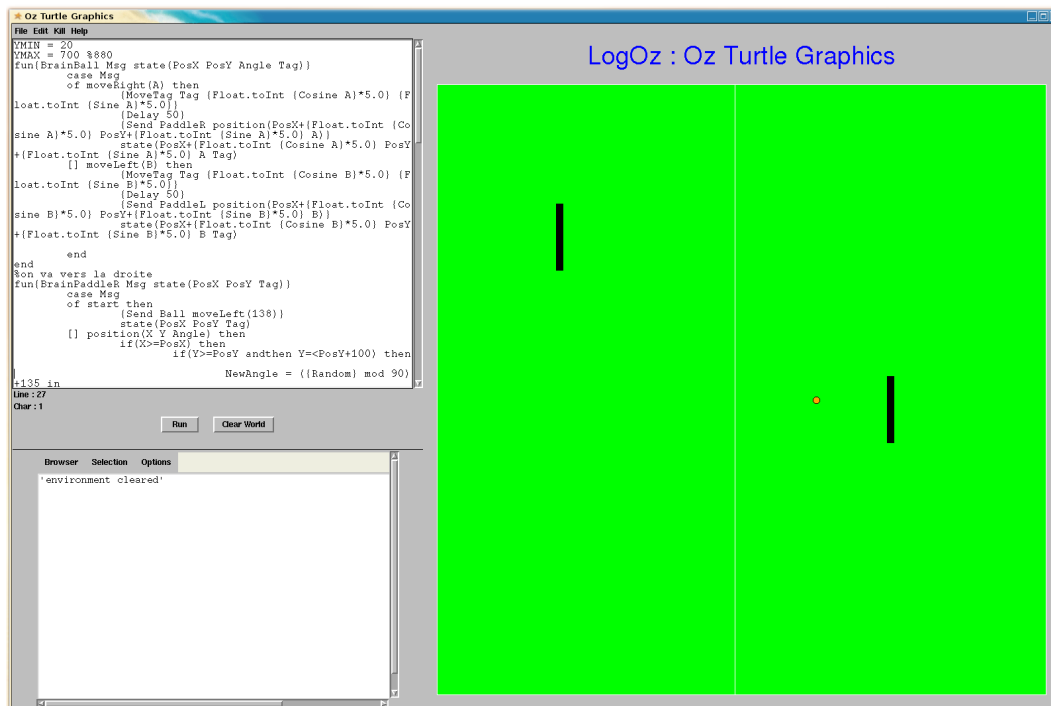 Oz Turtle Graphics
File Edit Kill Help
YMIN = 20
YMAX = 700 %880
fun{BrainBall Msg state(PosX PosY Angle Tag)}
case Msg
of moveRight(A) then
{MoveTag Tag {Float.toInt {Cosine A}*5.0} {F
loat.toInt {Sine A}*5.0}}
{Delay 50}
{Send PaddleR position(PosX+{Float.toInt {Co
sine A}*5.0} PosY+{Float.toInt {Sine A}*5.0} A)}
state(PosX+{Float.toInt {Cosine A}*5.0} PosY
+{Float.toInt {Sine A}*5.0} A Tag)
[] moveLeft(B) then
{MoveTag Tag {Float.toInt {Cosine B}*5.0} {F
loat.toInt {Sine B}*5.0}}
{Delay 50}
{Send PaddleL position(PosX+{Float.toInt {Co
sine B}*5.0} PosY+{Float.toInt {Sine B}*5.0} B)}
state(PosX+{Float.toInt {Cosine B}*5.0} PosY
+{Float.toInt {Sine B}*5.0} B Tag)
end
end
%on va vers la droite
fun{BrainPaddleR Msg state(PosX PosY Tag)}
case Msg
of start then
{Send Ball moveLeft(138)}
state(PosX PosY Tag)
[] position(X Y Angle) then
if(X>=PosX) then
if(Y>=PosY andthen Y=<PosY+100) then
NewAngle = ({Random} mod 90)
+135 in
Line : 27
Char : 1
Run Clear World
Browser Selection Options
'environment cleared'
LogOz : Oz Turtle Graphics